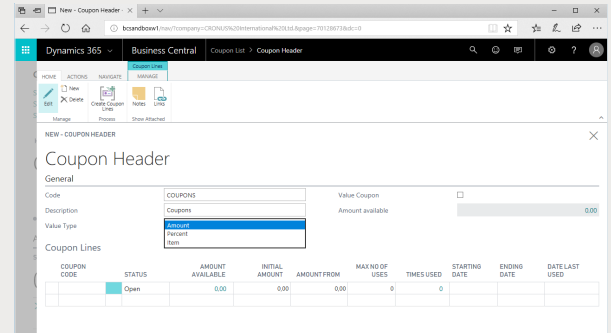 New - Coupon Header -
bcsandboxw1/nav/?company=CRONUS%20International%20Ltd.&page=70128673&dc=0
Dynamics 365 Business Central Coupon List > Coupon Header
Coupon Lines
HOME ACTIONS NAVIGATE MANAGE
Edit New Delete Create Coupon Lines Notes Links
Manage Process Show Attached
NEW - COUPON HEADER
Coupon Header
General
Code COUPONS Value Coupon
Description Coupons Amount available 0.00
Value Type Amount
Percent
Item
Coupon Lines
COUPON CODE STATUS AMOUNT AVAILABLE INITIAL AMOUNT AMOUNT FROM MAX NO OF USES TIMES USED STARTING DATE ENDING DATE DATE LAST USED
Open 0.00 0.00 0.00 0 0